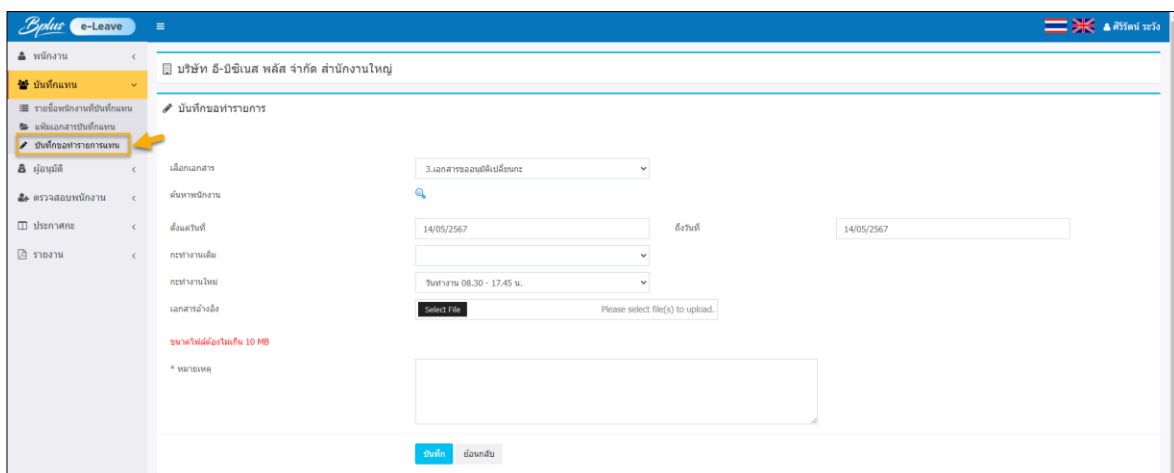 Bplus e-Leave
ศิริรัตน์ ระวัง
พนักงาน
บันทึกแทน
รายชื่อพนักงานที่บันทึกแทน
แฟ้มเอกสารบันทึกแทน
บันทึกขอทำรายการแทน
ผู้อนุมัติ
ตรวจสอบพนักงาน
ประกาศกะ
รายงาน
บริษัท อี-บิซิเนส พลัส จำกัด สำนักงานใหญ่
บันทึกขอทำรายการ
เลือกเอกสาร 3.เอกสารขออนุมัติเปลี่ยนกะ
ค้นหาพนักงาน
ตั้งแต่วันที่ 14/05/2567 ถึงวันที่ 14/05/2567
กะทำงานเดิม
กะทำงานใหม่ วันทำงาน 08.30 - 17.45 น.
เอกสารอ้างอิง Select File Please select file(s) to upload.
ขนาดไฟล์ต้องไม่เกิน 10 MB
* หมายเหตุ
บันทึก ย้อนกลับ